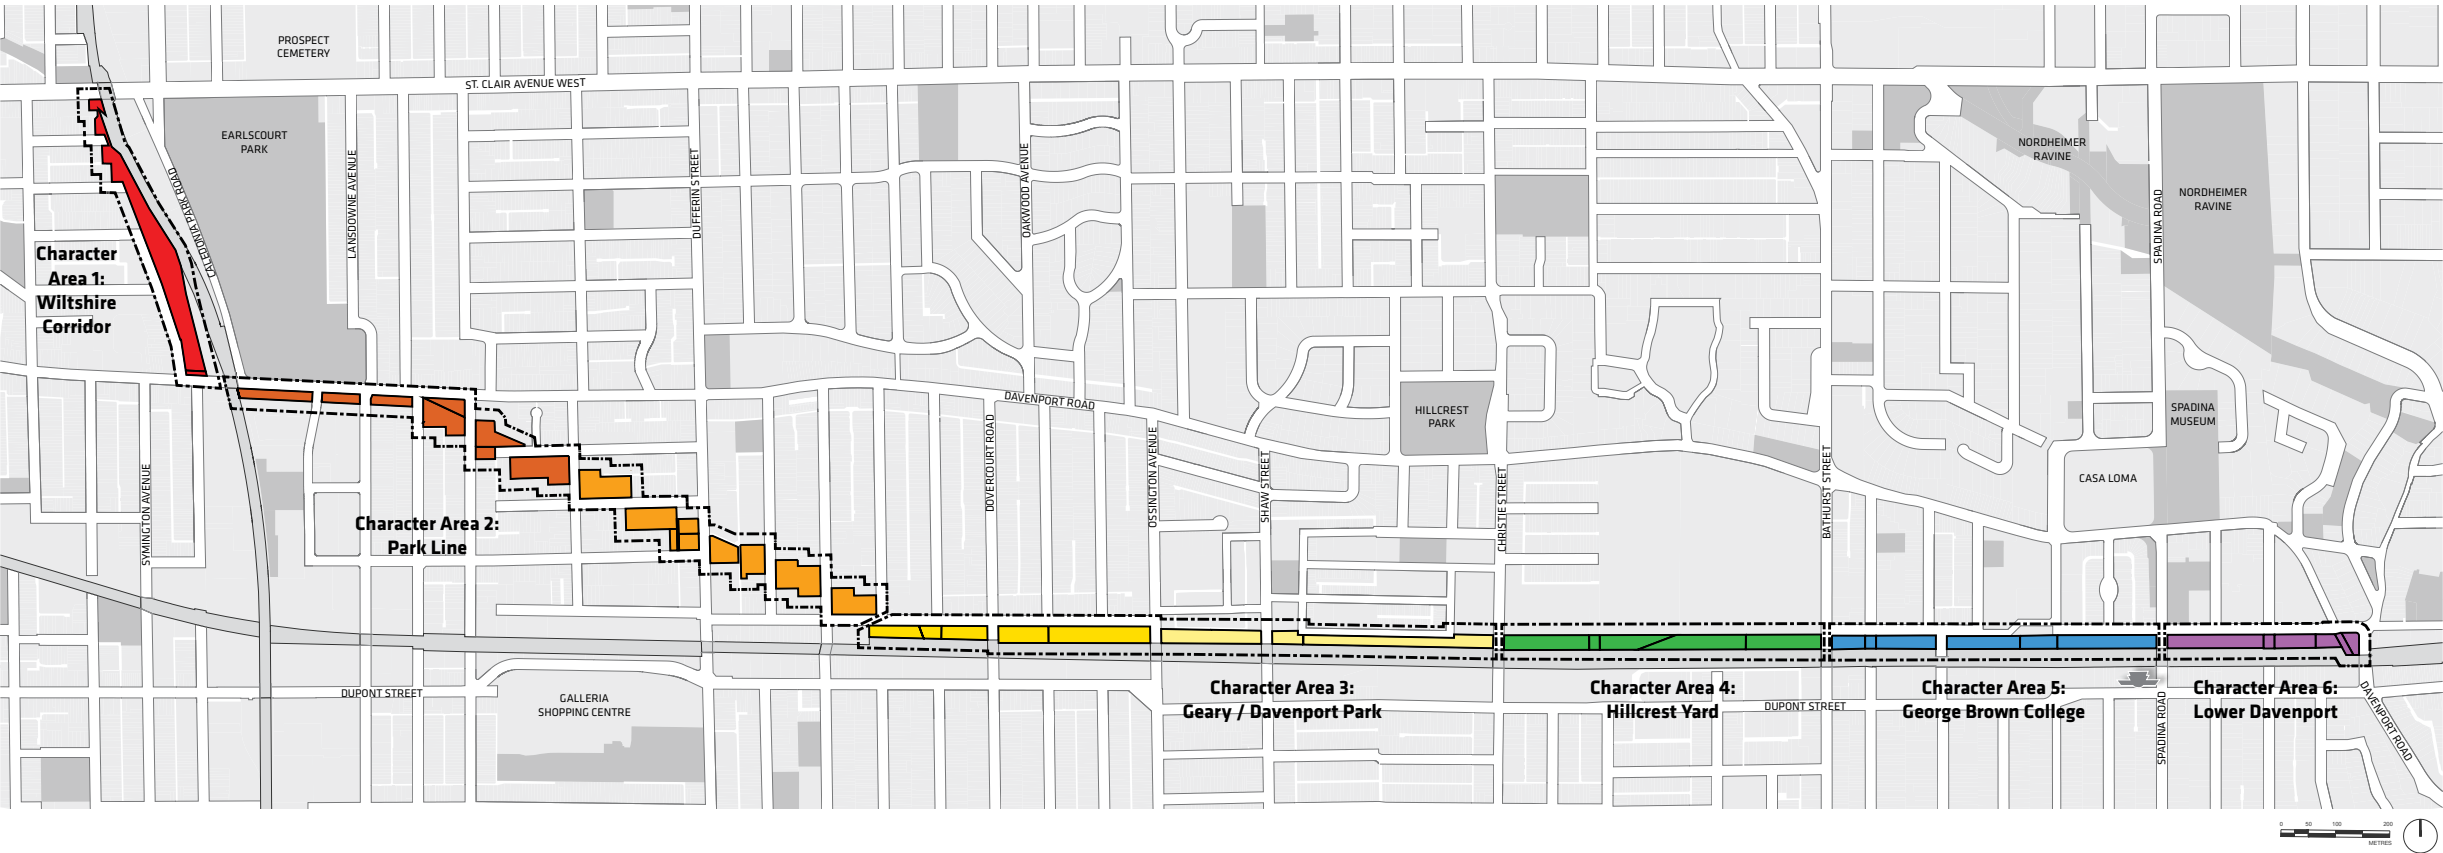 PROSPECT
CEMETERY
ST. CLAIR AVENUE WEST
EARLSCOURT
PARK
CALEDONIA PARK ROAD
LANSDOWNE AVENUE
DUFFERIN STREET
OAKWOOD AVENUE
NORDHEIMER
RAVINE
SPADINA ROAD
NORDHEIMER
RAVINE
Character
Area 1:
Wiltshire
Corridor
DAVENPORT ROAD
HILLCREST
PARK
SPADINA
MUSEUM
CASA LOMA
SYMINGTON AVENUE
Character Area 2:
Park Line
DOVERCOURT ROAD
OSSINGTON AVENUE
SHAW STREET
CHRISTIE STREET
BATHURST STREET
DUPONT STREET
GALLERIA
SHOPPING CENTRE
Character Area 3:
Geary / Davenport Park
Character Area 4:
Hillcrest Yard
DUPONT STREET
Character Area 5:
George Brown College
SPADINA ROAD
Character Area 6:
Lower Davenport
DAVENPORT ROAD
0 50 100 200
METRES